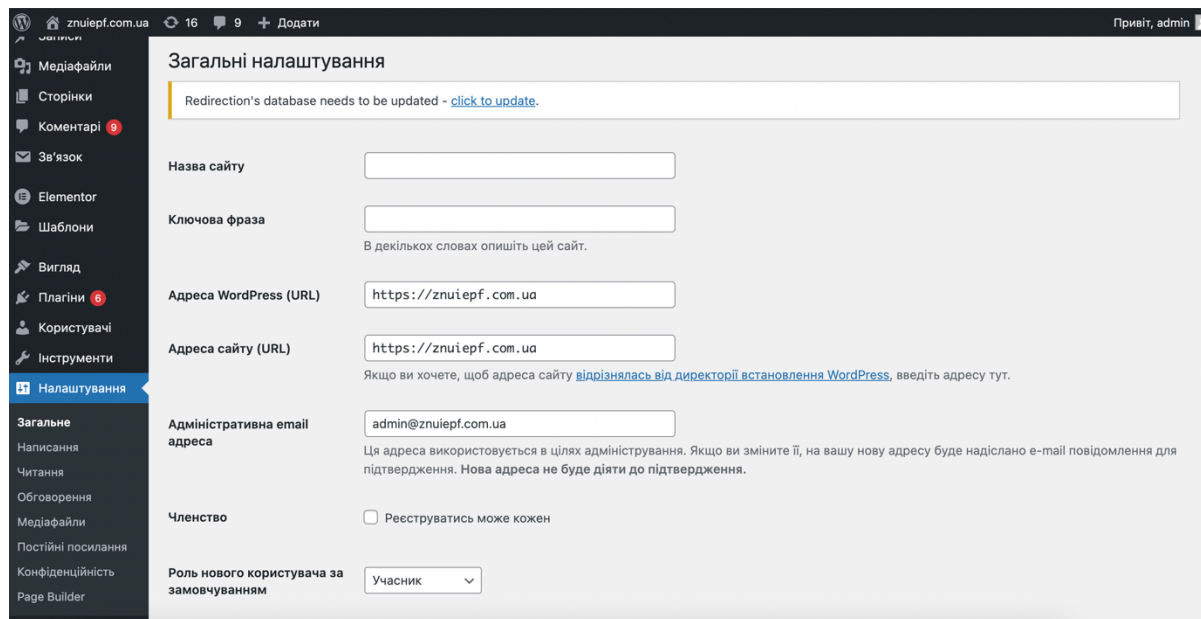 znuiepf.com.ua 16 9 Додати Привіт, admin
Записи
Медіафайли
Сторінки
Коментарі 9
Зв'язок
Elementor
Шаблони
Вигляд
Плагіни 6
Користувачі
Інструменти
Налаштування
Загальне
Написання
Читання
Обговорення
Медіафайли
Постійні посилання
Конфіденційність
Page Builder
Загальні налаштування
Redirection's database needs to be updated - click to update.
Назва сайту
Ключова фраза
В декількох словах опишіть цей сайт.
Адреса WordPress (URL) https://znuiepf.com.ua
Адреса сайту (URL) https://znuiepf.com.ua
Якщо ви хочете, щоб адреса сайту відрізнялась від директорії встановлення WordPress, введіть адресу тут.
Адміністративна email
адреса
admin@znuiepf.com.ua
Ця адреса використовується в цілях адміністрування. Якщо ви зміните її, на вашу нову адресу буде надіслано e-mail повідомлення для
підтвердження. Нова адреса не буде діяти до підтвердження.
Членство Реєструватись може кожен
Роль нового користувача за
замовчуванням
Учасник